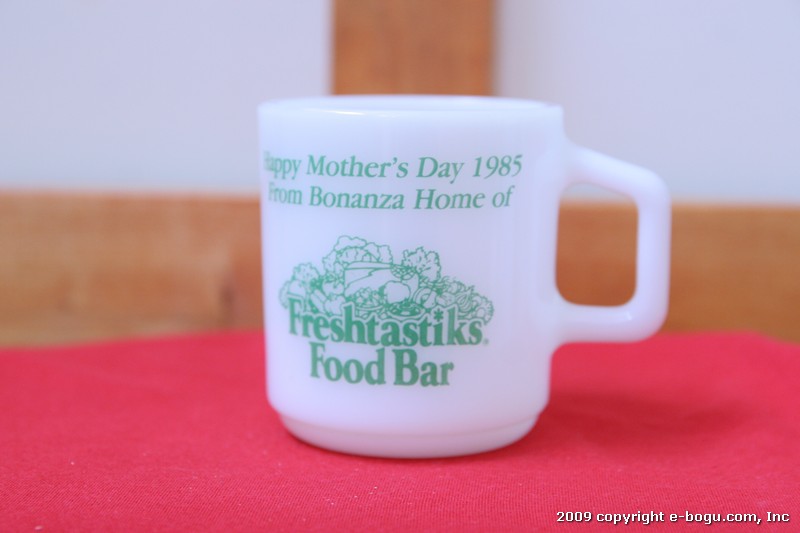 Happy Mother's Day 1985
From Bonanza Home of
Freshtastiks®
Food Bar
2009 copyright e-bogu.com, Inc